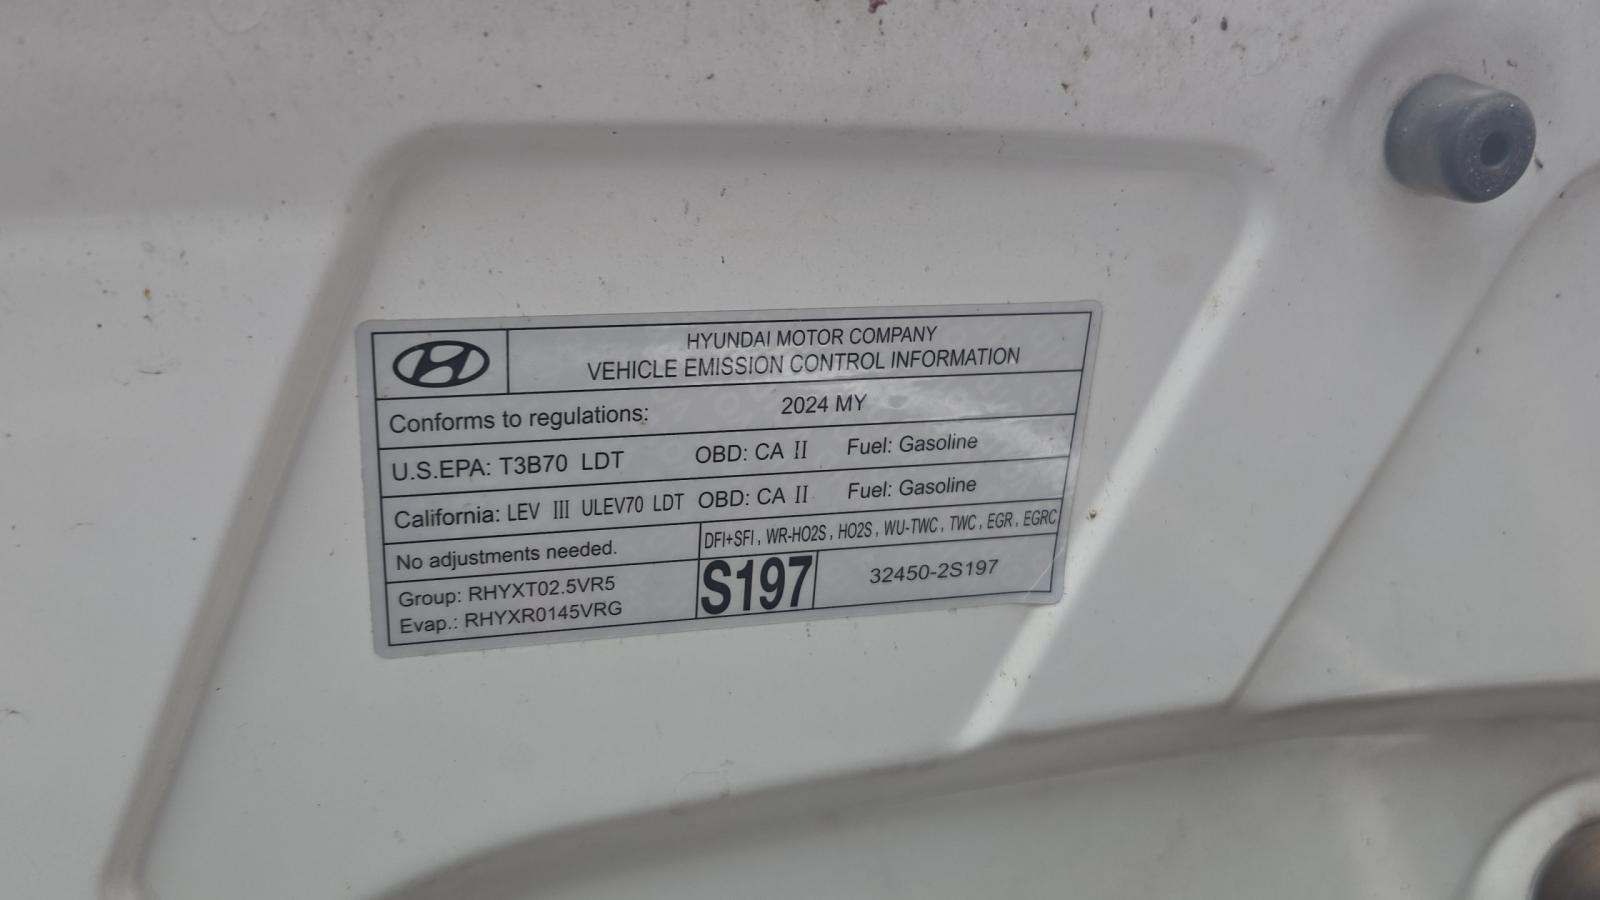 HYUNDAI MOTOR COMPANY
VEHICLE EMISSION CONTROL INFORMATION
Conforms to regulations: 2024 MY
U.S.EPA: T3B70 LDT OBD: CA II Fuel: Gasoline
California: LEV III ULEV70 LDT OBD: CA II Fuel: Gasoline
No adjustments needed. DFI+SFI, WR-HO2S, HO2S, WU-TWC, TWC, EGR, EGRC
Group: RHYXT02.5VR5
Evap.: RHYXR0145VRG
S197 32450-2S197